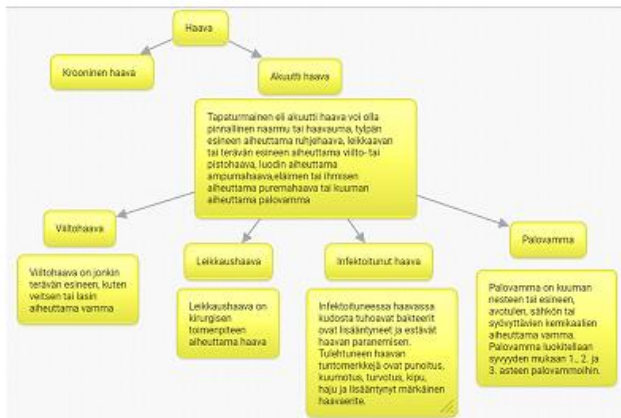 Haava
Krooninen haava
Akuutti haava
Tapaturmainen eli akuutti haava voi olla
pinnallinen naarmu tai haavauma, tylpän
esineen aiheuttama ruhjehaava, leikkaavan
tai terävän esineen aiheuttama viilto- tai
pistohaava, luodin aiheuttama
ampumahaava,eläimen tai ihmisen
aiheuttama puremahaava tai kuuman
aiheuttama palovamma
Viiltohaava
Viiltohaava on jonkin
terävän esineen, kuten
veitsen tai lasin
aiheuttama vamma
Leikkaushaava
Leikkaushaava on
kirurgisen
toimenpiteen
aiheuttama haava
Infektoitunut haava
Infektoituneessa haavassa
kudosta tuhoavat bakteerit
ovat lisääntyneet ja estävät
haavan paranemisen.
Tulehtuneen haavan
tuntomerkkejä ovat punoitus,
kuumotus, turvotus, kipu,
haju ja lisääntynyt märkäinen
haavaerite.
Palovamma
Palovamma on kuuman
nesteen tai esineen,
avotulen, sähkön tai
syövyttävien kemikaalien
aiheuttama vamma.
Palovamma luokitellaan
syvyyden mukaan 1., 2. ja
3. asteen palovammoihin.